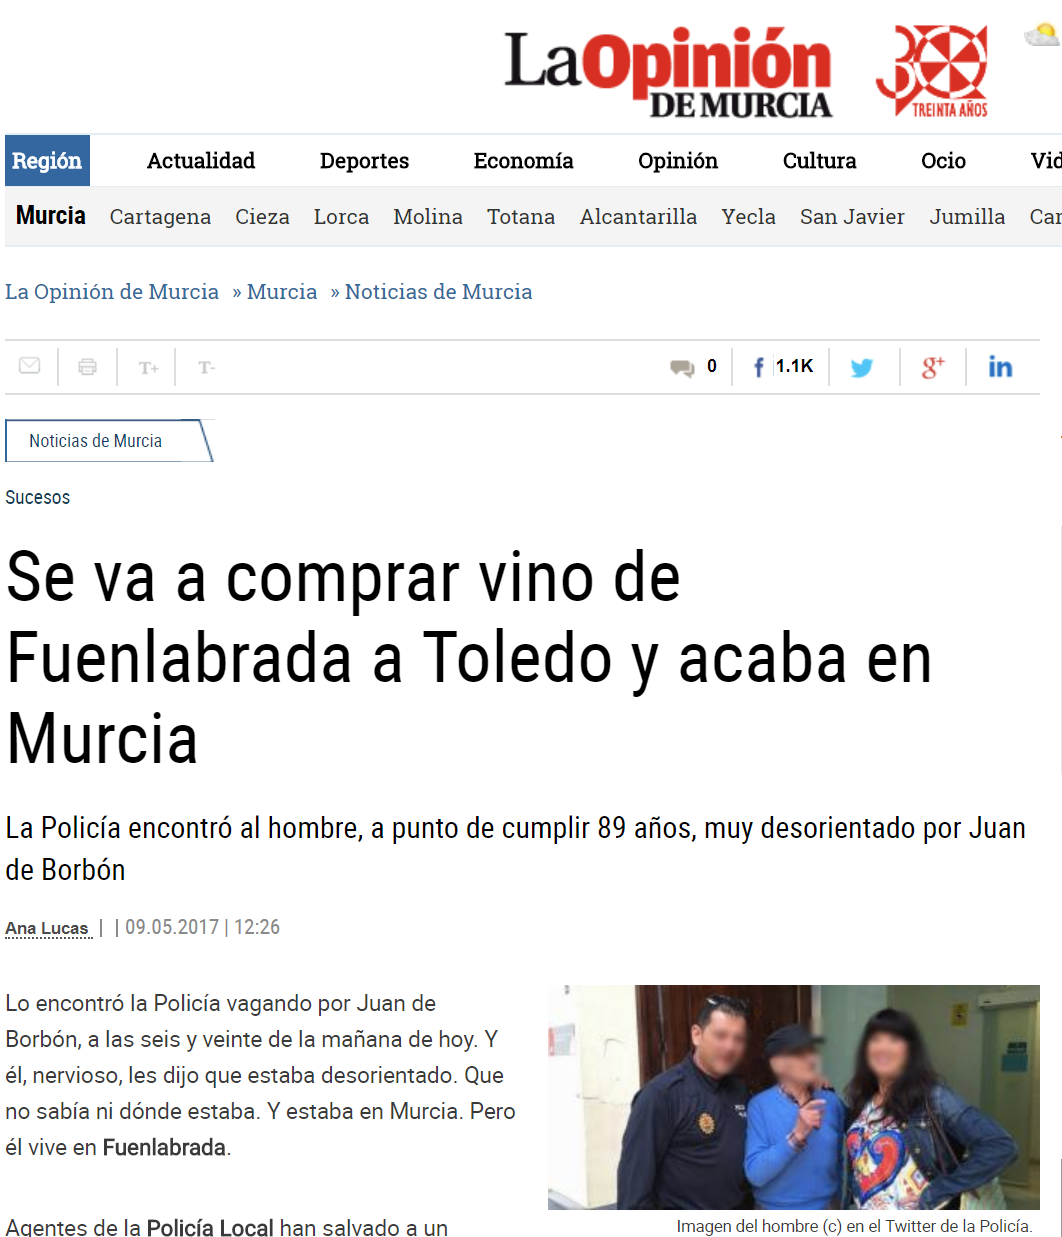 LaOpinión
DE MURCIA
30
TREINTA AÑOS
Región Actualidad Deportes Economía Opinión Cultura Ocio
Murcia Cartagena Cieza Lorca Molina Totana Alcantarilla Yecla San Javier Jumilla
La Opinión de Murcia » Murcia » Noticias de Murcia
T+ T- 0 f 1.1K g+ in
Noticias de Murcia
Sucesos
Se va a comprar vino de
Fuenlabrada a Toledo y acaba en
Murcia
La Policía encontró al hombre, a punto de cumplir 89 años, muy desorientado por Juan
de Borbón
Ana Lucas | | 09.05.2017 | 12:26
Lo encontró la Policía vagando por Juan de
Borbón, a las seis y veinte de la mañana de hoy. Y
él, nervioso, les dijo que estaba desorientado. Que
no sabía ni dónde estaba. Y estaba en Murcia. Pero
él vive en Fuenlabrada.
Agentes de la Policía Local han salvado a un
Imagen del hombre (c) en el Twitter de la Policía.